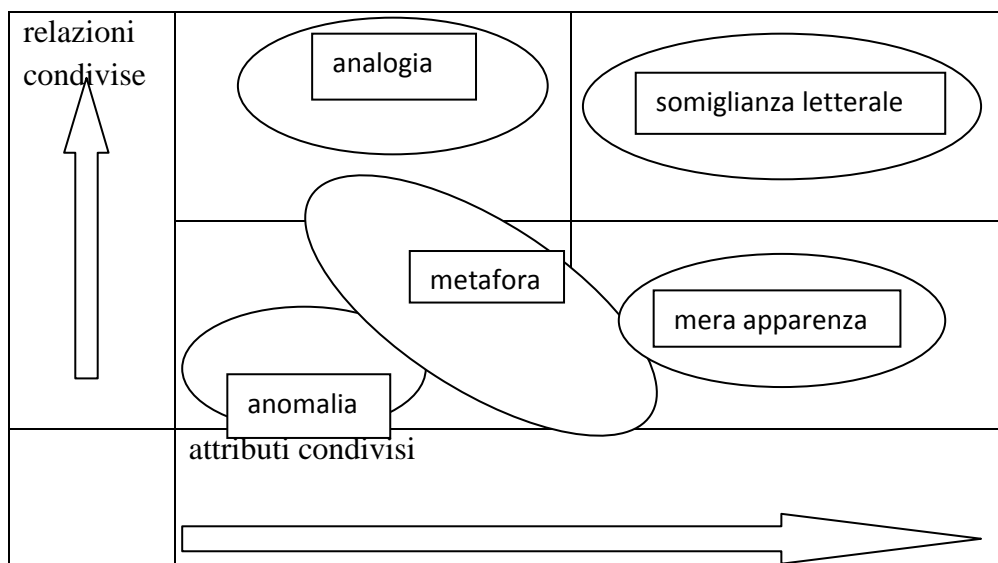 relazioni
condivise
analogia
somiglianza letterale
metafora
mera apparenza
anomalia
attributi condivisi